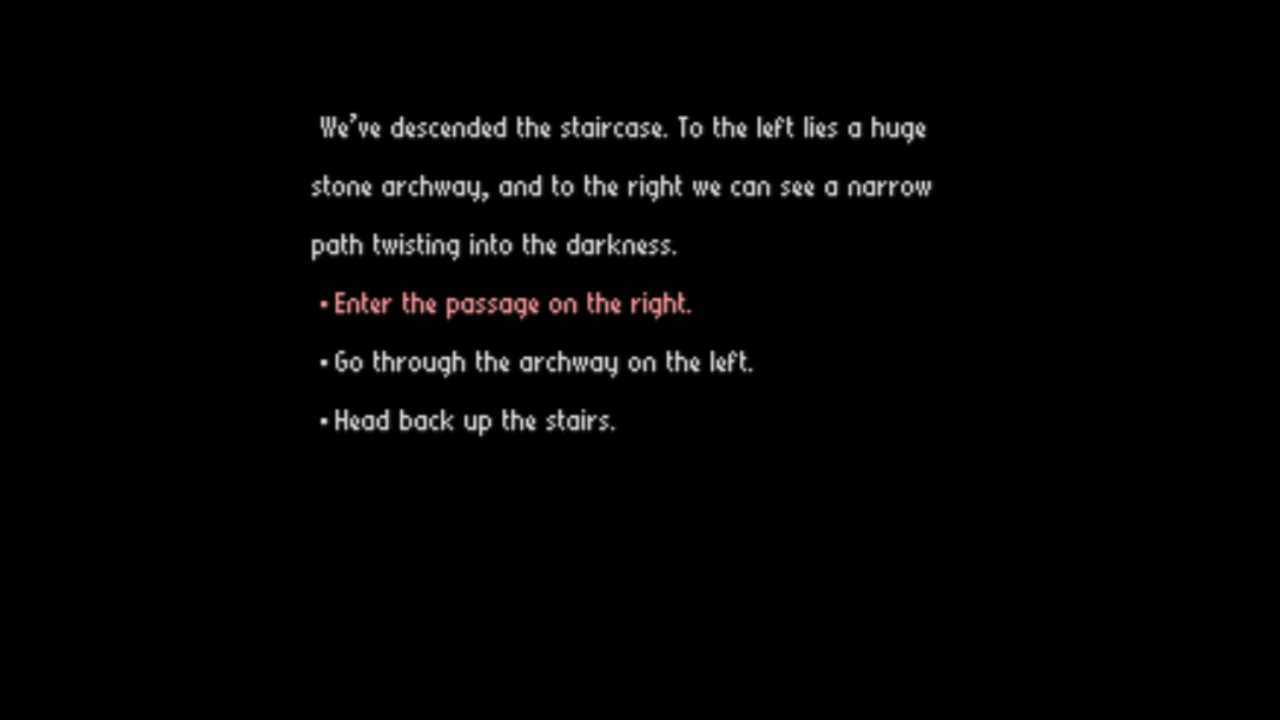 We've descended the staircase. To the left lies a huge
stone archway, and to the right we can see a narrow
path twisting into the darkness.
• Enter the passage on the right.
• Go through the archway on the left.
• Head back up the stairs.